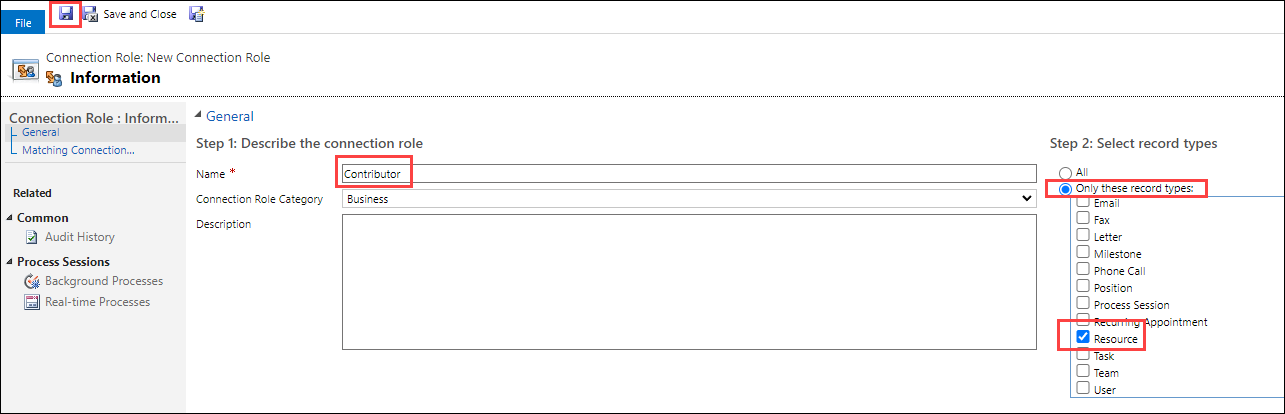 File
Save and Close
Connection Role: New Connection Role
Information
Connection Role : Inform...
General
Matching Connection...
Related
Common
Audit History
Process Sessions
Background Processes
Real-time Processes
General
Step 1: Describe the connection role
Name *
Contributor
Connection Role Category
Business
Description
Step 2: Select record types
All
Only these record types:
Email
Fax
Letter
Milestone
Phone Call
Position
Process Session
Recurring Appointment
Resource
Task
Team
User